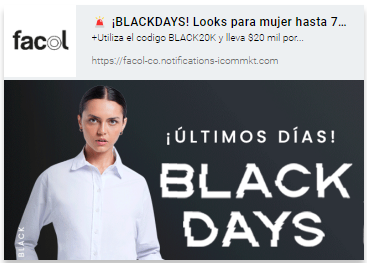 facol
🚨 ¡BLACKDAYS! Looks para mujer hasta 7...
+Utiliza el codigo BLACK20K y lleva $20 mil por...
https://facol-co.notifications-icommkt.com
¡ÚLTIMOS DÍAS!
BLACK
DAYS
BLACK